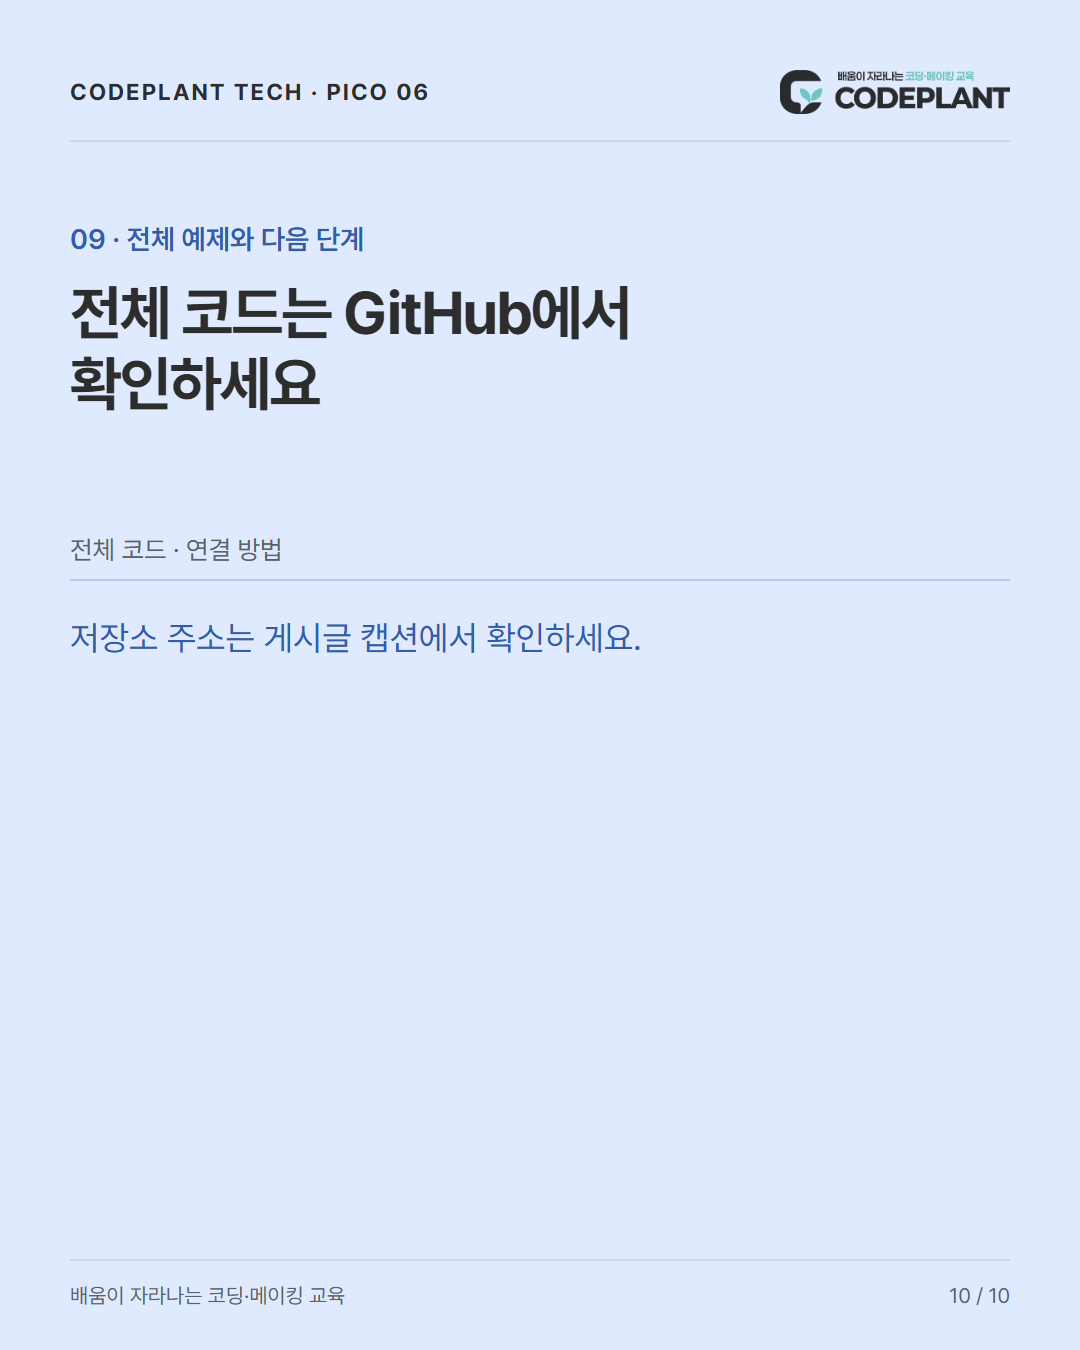 CODEPLANT TECH · PICO 06
배움이 자라나는 코딩·메이킹 교육
CODEPLANT
09 · 전체 예제와 다음 단계
전체 코드는 GitHub에서
확인하세요
전체 코드 · 연결 방법
저장소 주소는 게시글 캡션에서 확인하세요.
배움이 자라나는 코딩·메이킹 교육
10 / 10